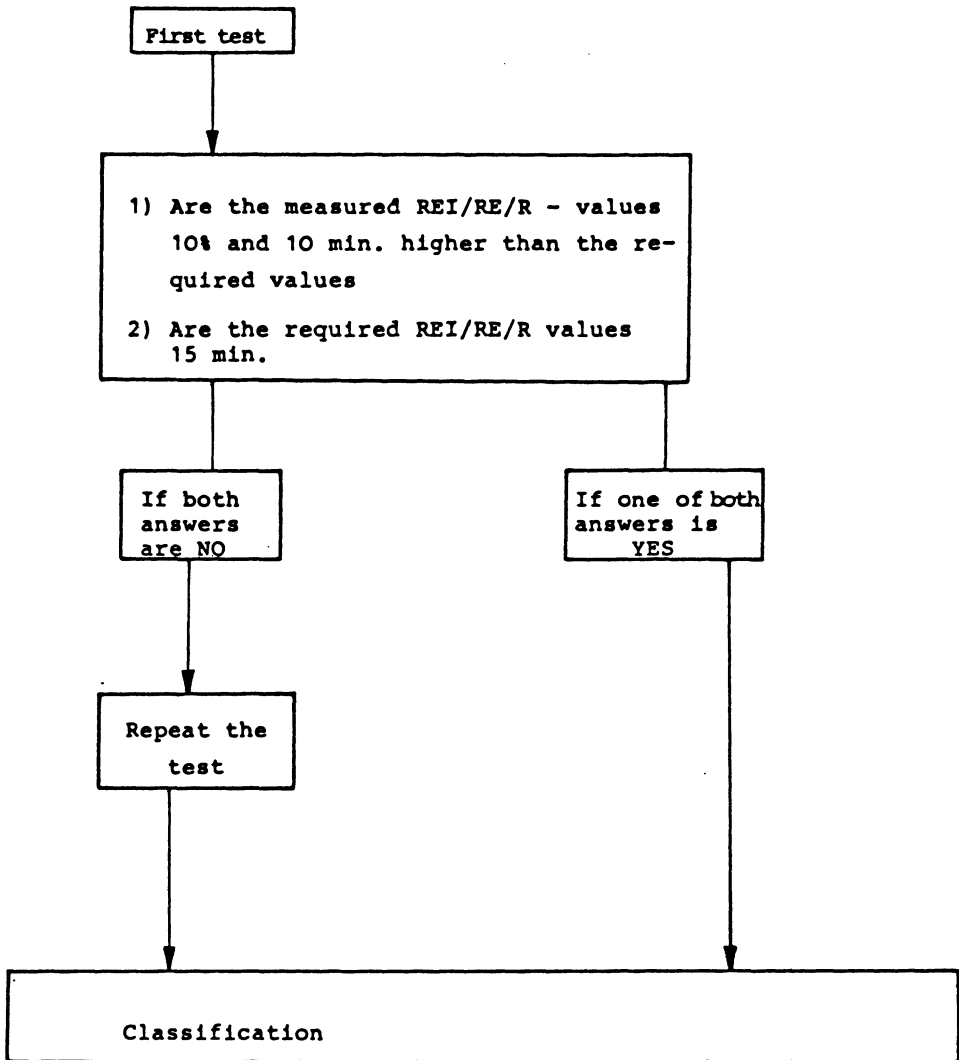 First test
1) Are the measured REI/RE/R - values
10% and 10 min. higher than the re-
quired values
2) Are the required REI/RE/R values
15 min.
If both
answers
are NO
If one of both
answers is
YES
Repeat the
test
Classification